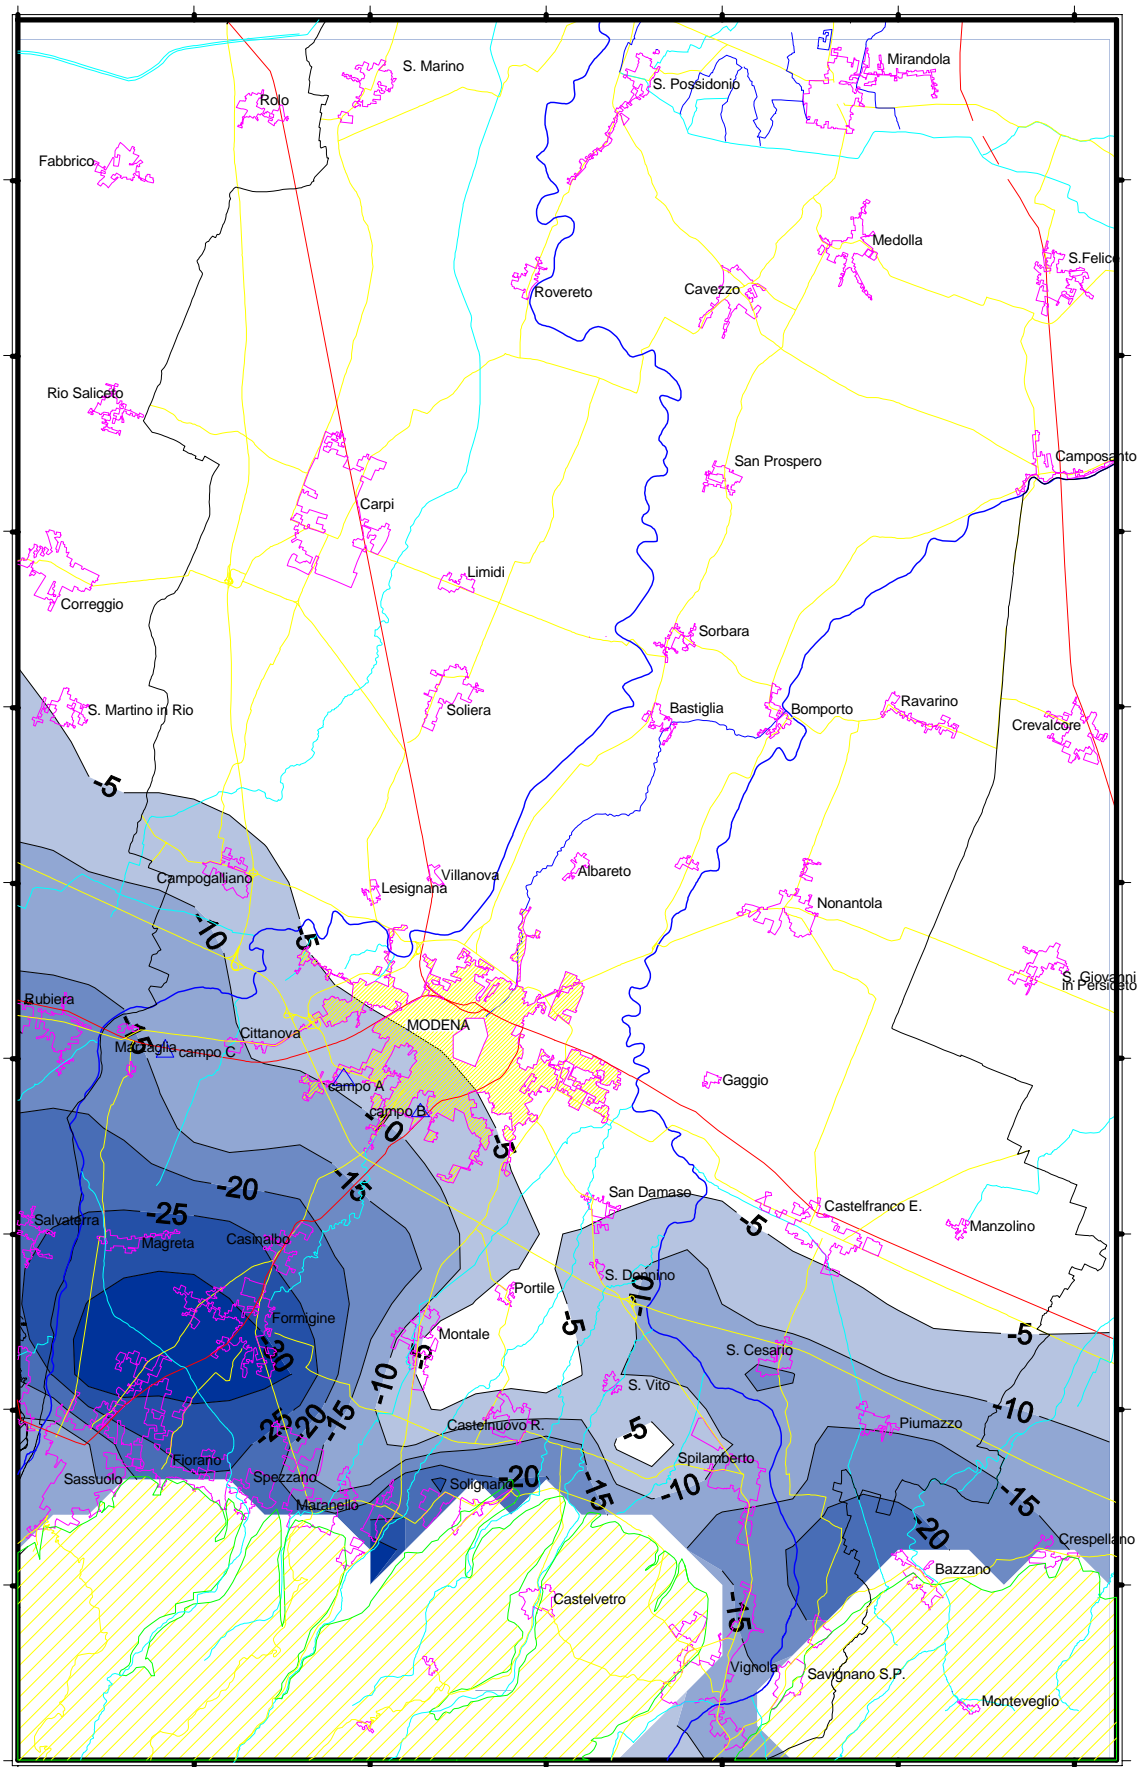 Mirandola
S. Marino
S. Possidonio
Rolo
Fabbrico
Medolla
S.Felice
Rovereto
Cavezzo
Rio Saliceto
Camposanto
San Prospero
Carpi
Limidi
Correggio
Sorbara
S. Martino in Rio
Soliera
Bastiglia
Bomporto
Ravarino
Crevalcore
-5
Campogalliano
Villanova
Albareto
Lesignana
Nonantola
-10
-5
S. Giovanni
in Persiceto
Rubiera
MODENA
-15
Cittanova
Marzaglia
campo C
Gaggio
campo A
campo B
-5
-20
-15
San Damaso
-25
Castelfranco E.
-5
Salvaterra
Manzolino
Magreta
Casinalbo
S. Donnino
Portile
-10
Formigine
-5
Montale
-5
-5
-30
S. Cesario
-10
S. Vito
-10
-25
-20
-15
Castelnuovo R.
Piumazzo
-5
Fiorano
Spilamberto
Sassuolo
Spezzano
Solignano
-20
-15
-10
-15
Maranello
-20
Crespellano
Bazzano
Castelvetro
-15
Vignola
Savignano S.P.
Monteveglio